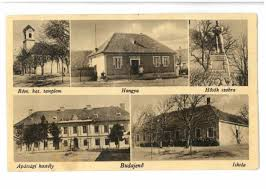 Róm. kat. templom
Hangya
Hősök szobra
Apátsági kastély
Budajenő
Iskola